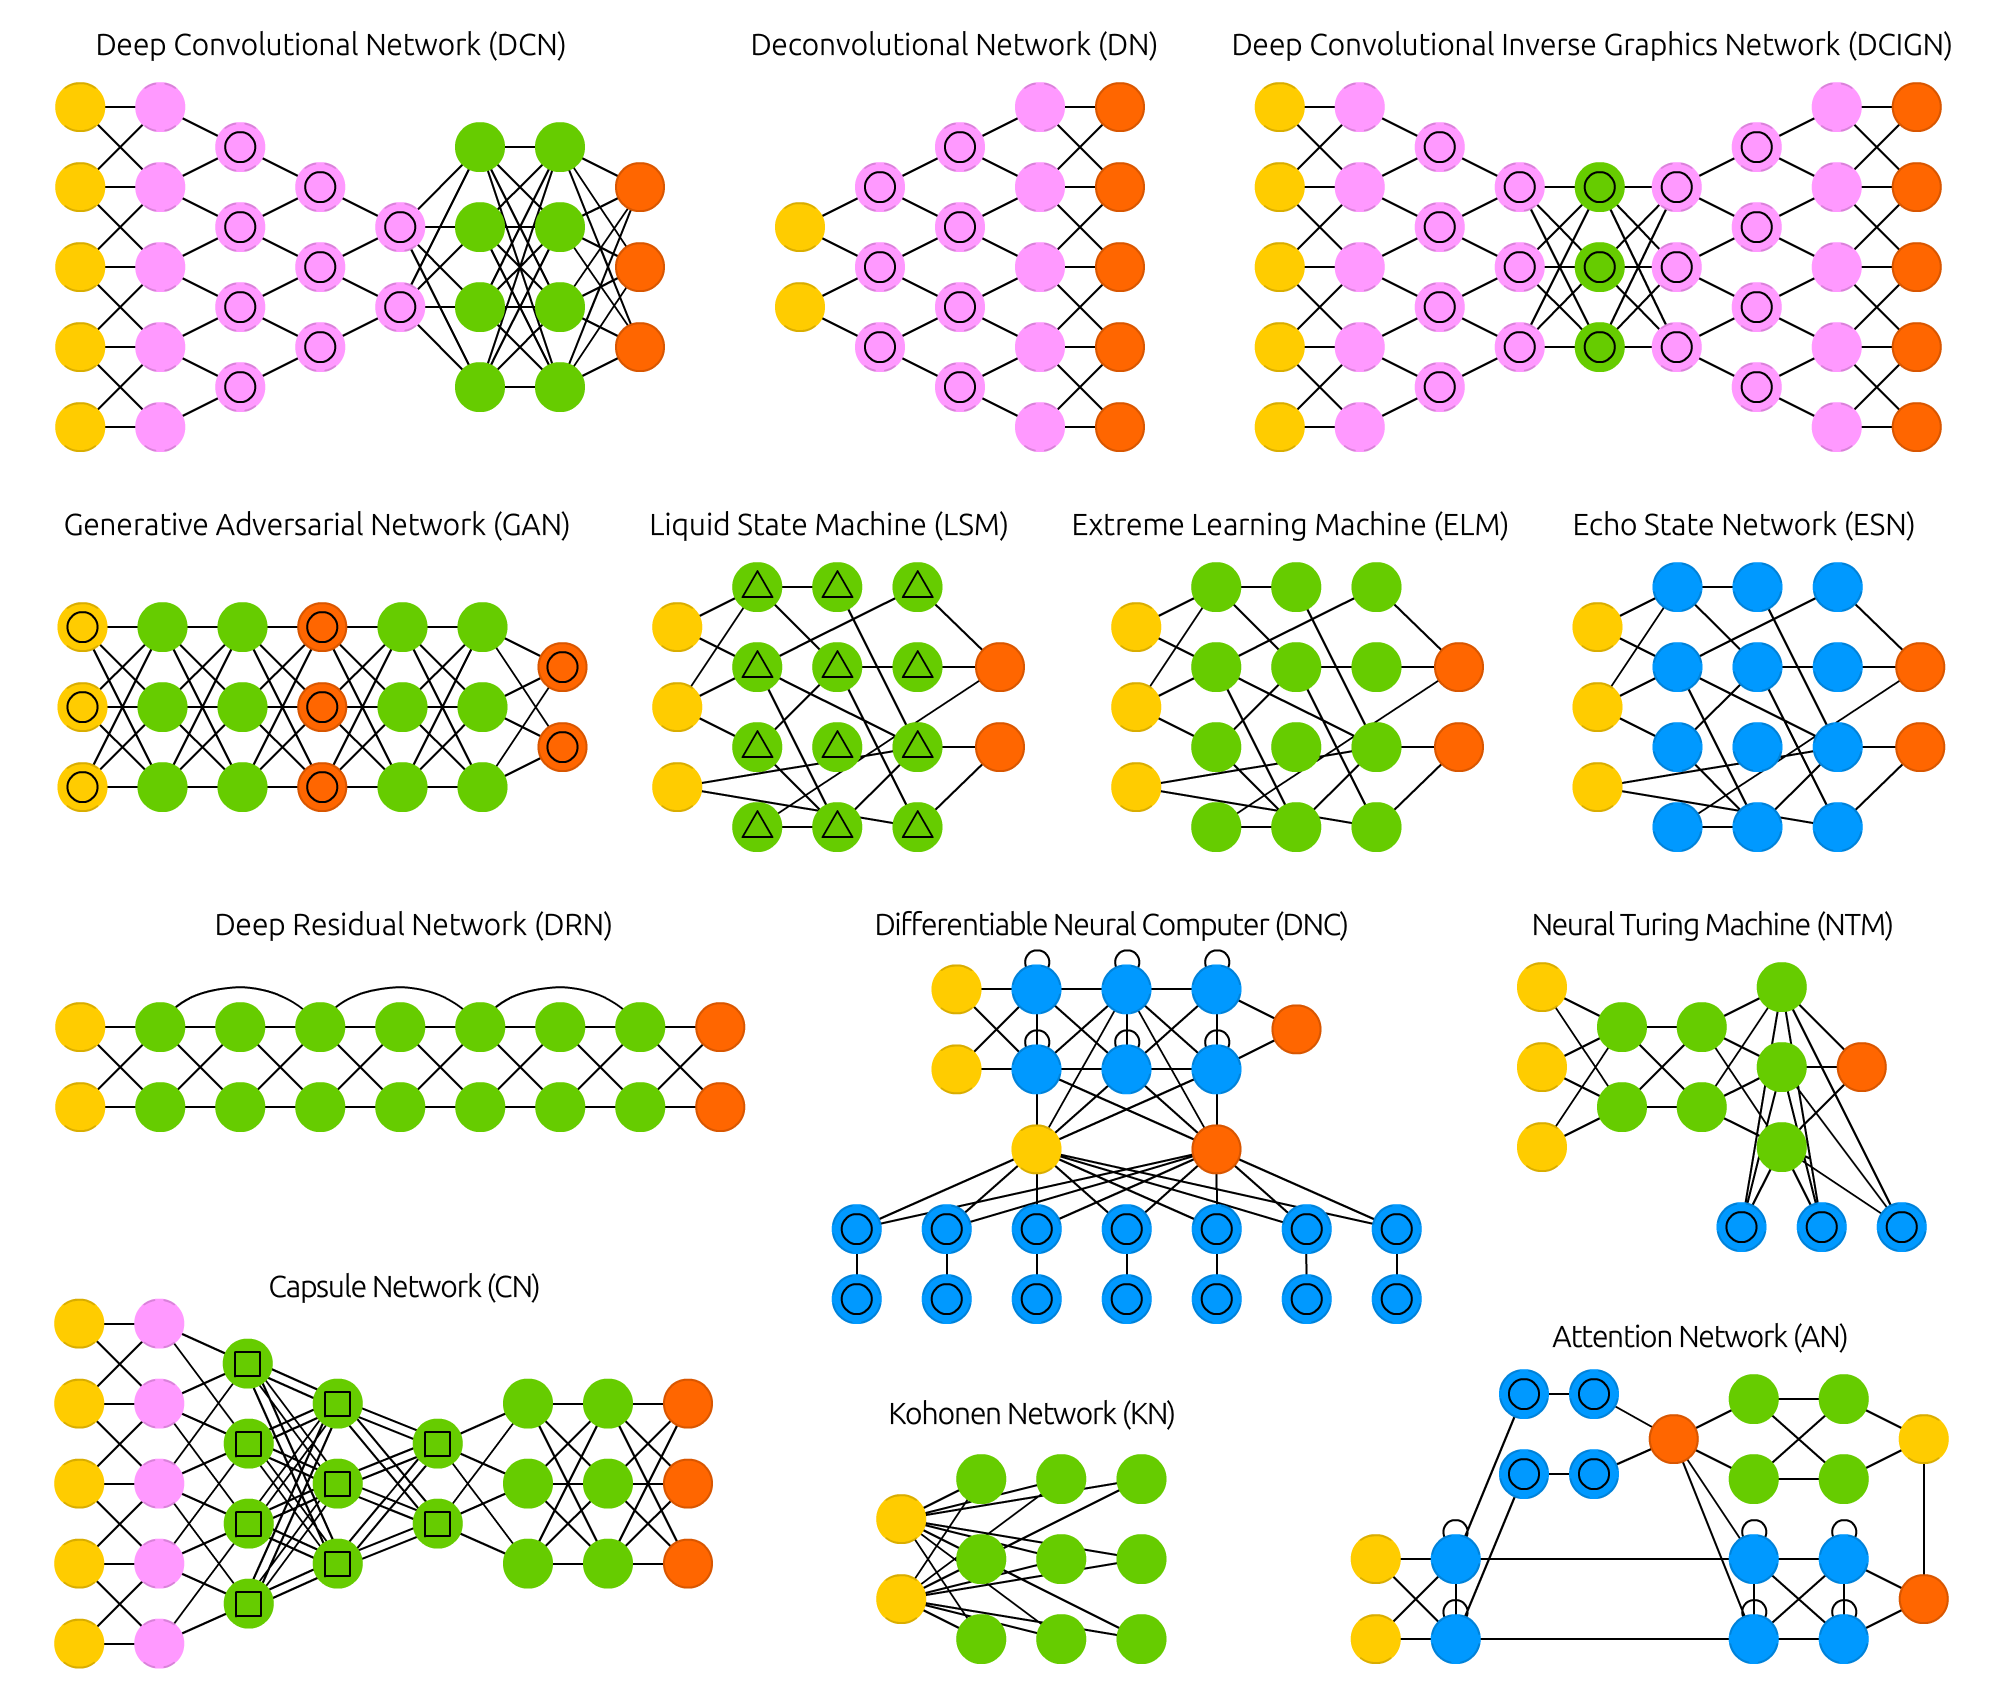 Deep Convolutional Network (DCN)
Deconvolutional Network (DN)
Deep Convolutional Inverse Graphics Network (DCIGN)
Generative Adversarial Network (GAN)
Liquid State Machine (LSM)
Extreme Learning Machine (ELM)
Echo State Network (ESN)
Deep Residual Network (DRN)
Differentiable Neural Computer (DNC)
Neural Turing Machine (NTM)
Capsule Network (CN)
Attention Network (AN)
Kohonen Network (KN)